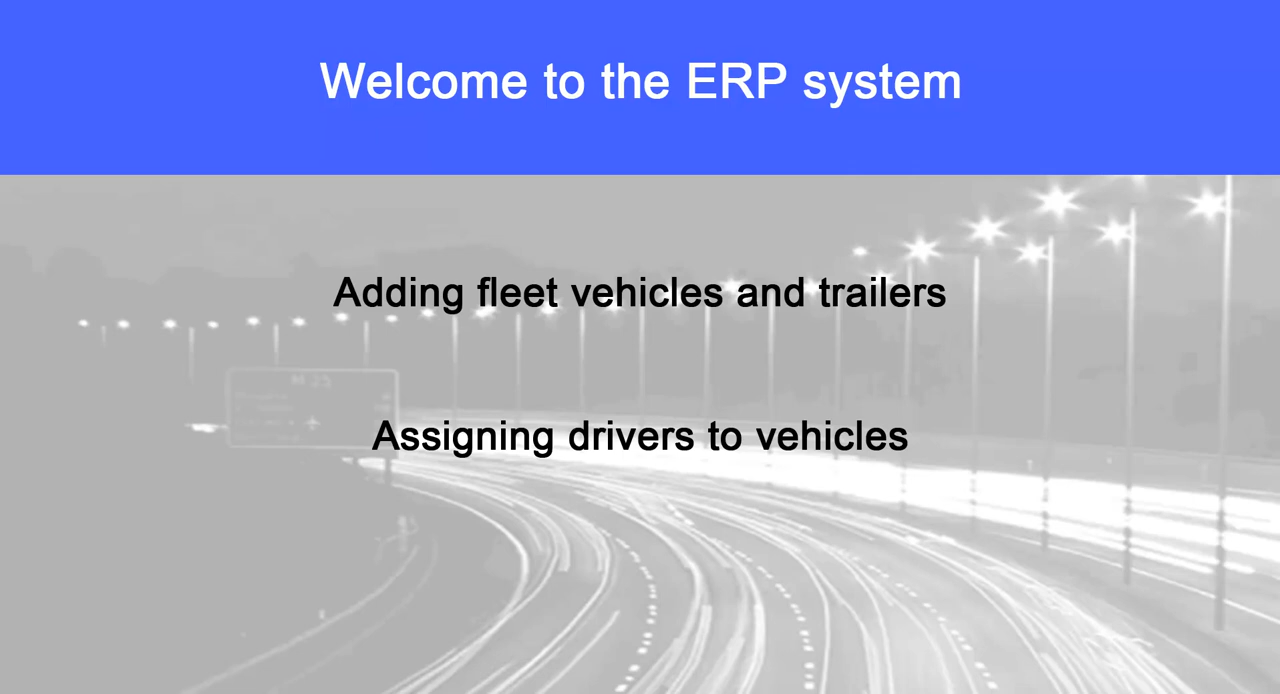 Welcome to the ERP system
Adding fleet vehicles and trailers
Assigning drivers to vehicles